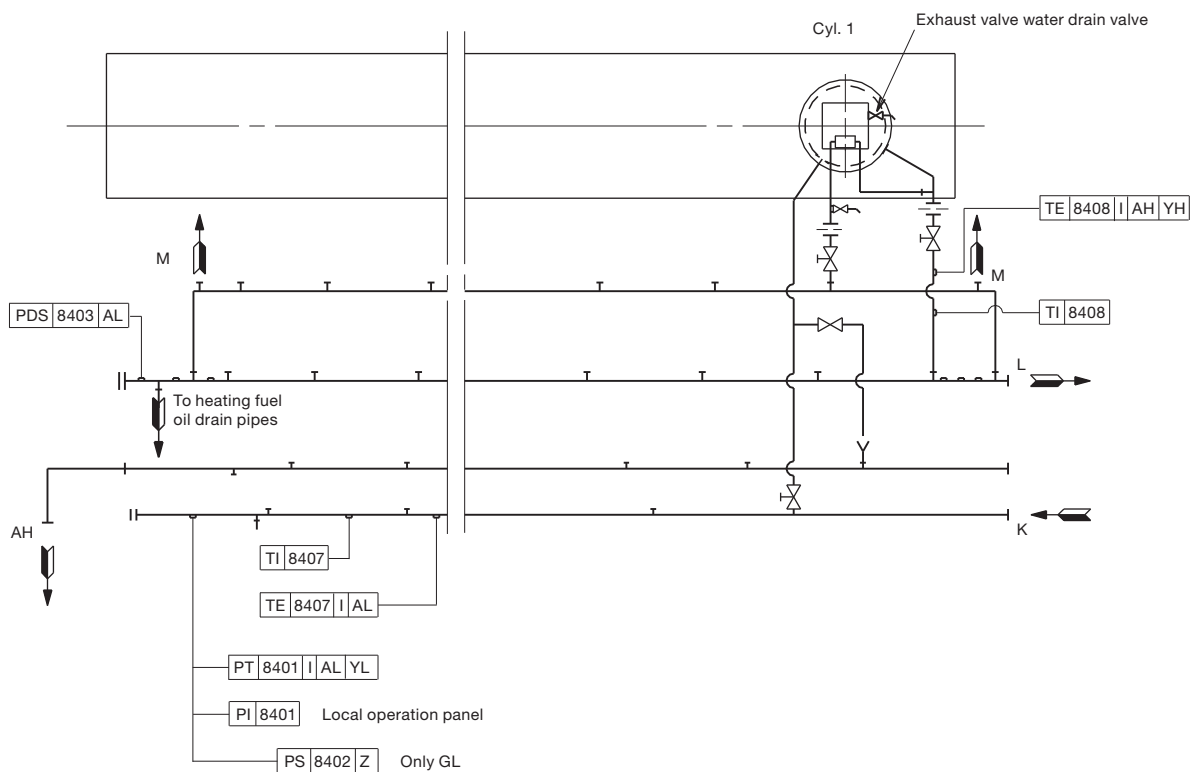 Cyl. 1
Exhaust valve water drain valve
TE 8408 I AH YH
M
M
PDS 8403 AL
TI 8408
L
To heating fuel
oil drain pipes
AH
K
TI 8407
TE 8407 I AL
PT 8401 I AL YL
PI 8401 Local operation panel
PS 8402 Z Only GL